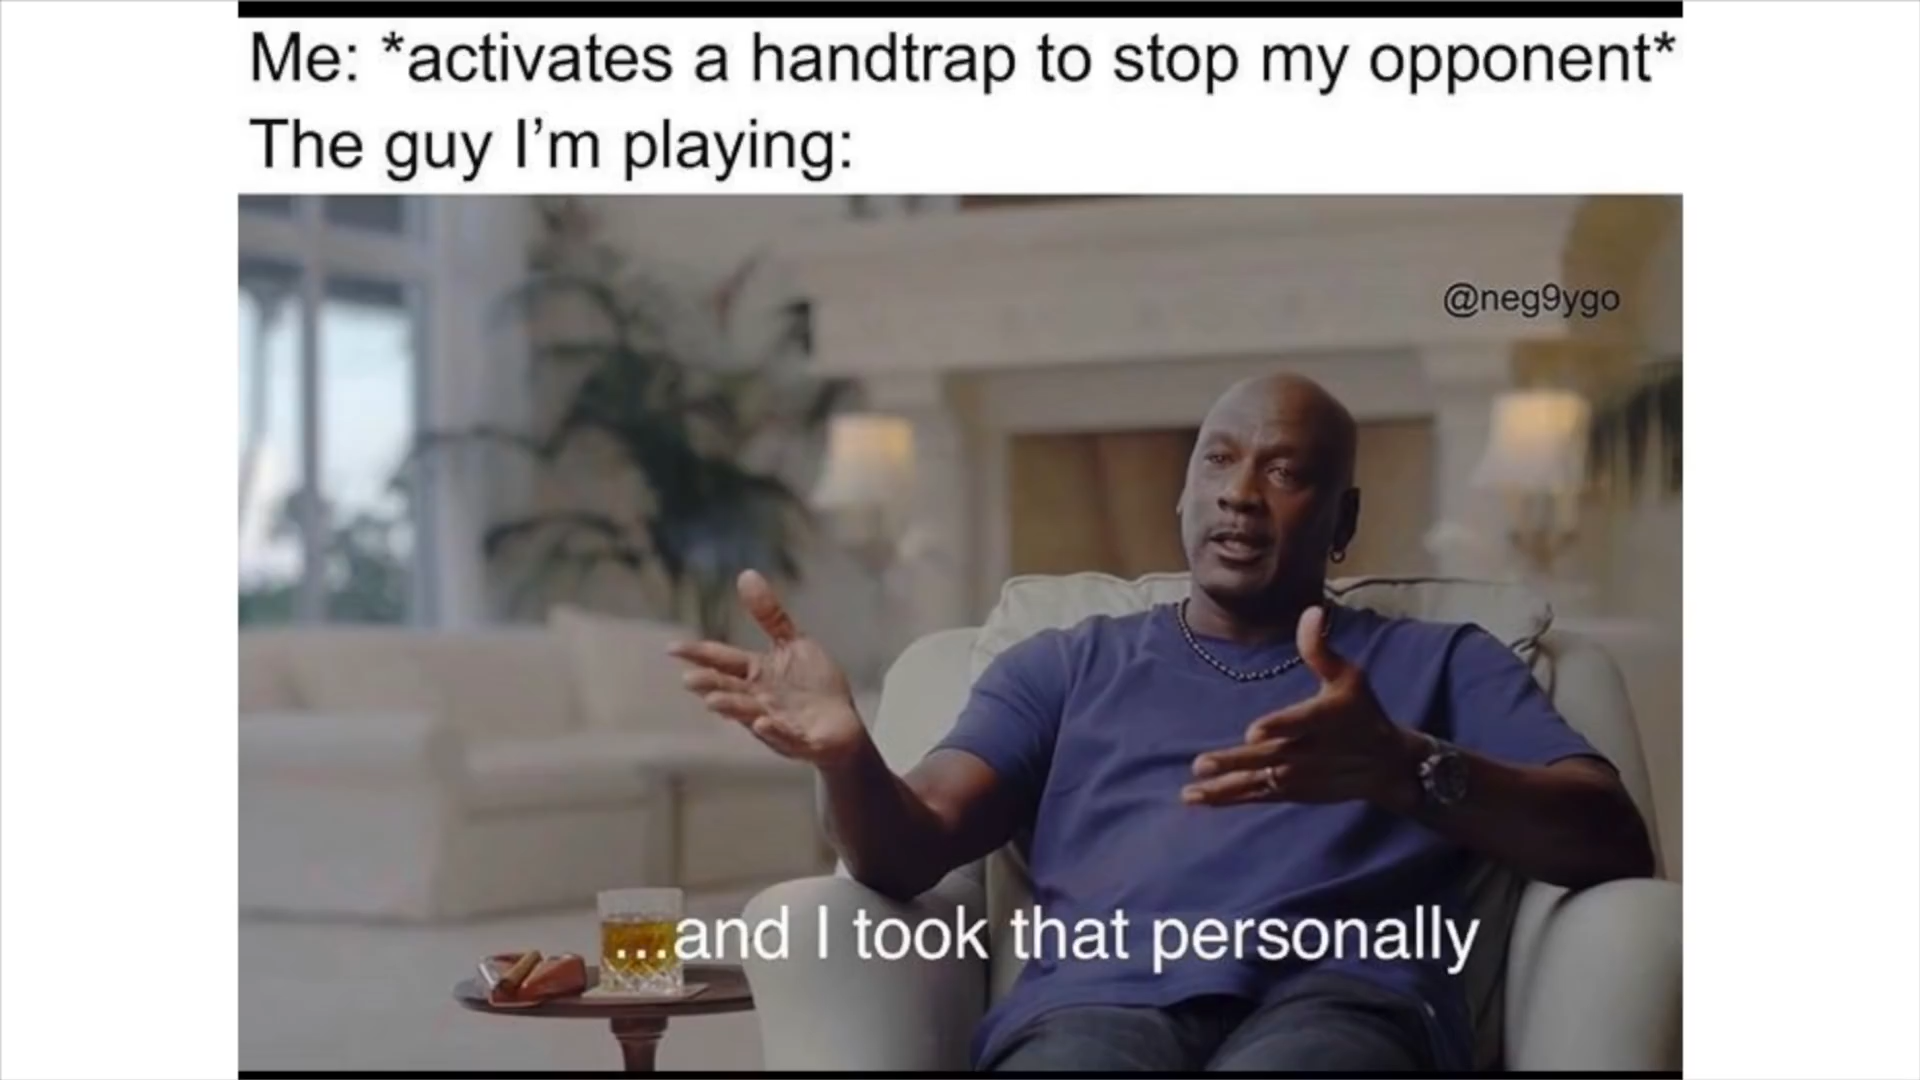 Me: *activates a handtrap to stop my opponent*
The guy I’m playing:
@neg9ygo
...and I took that personally